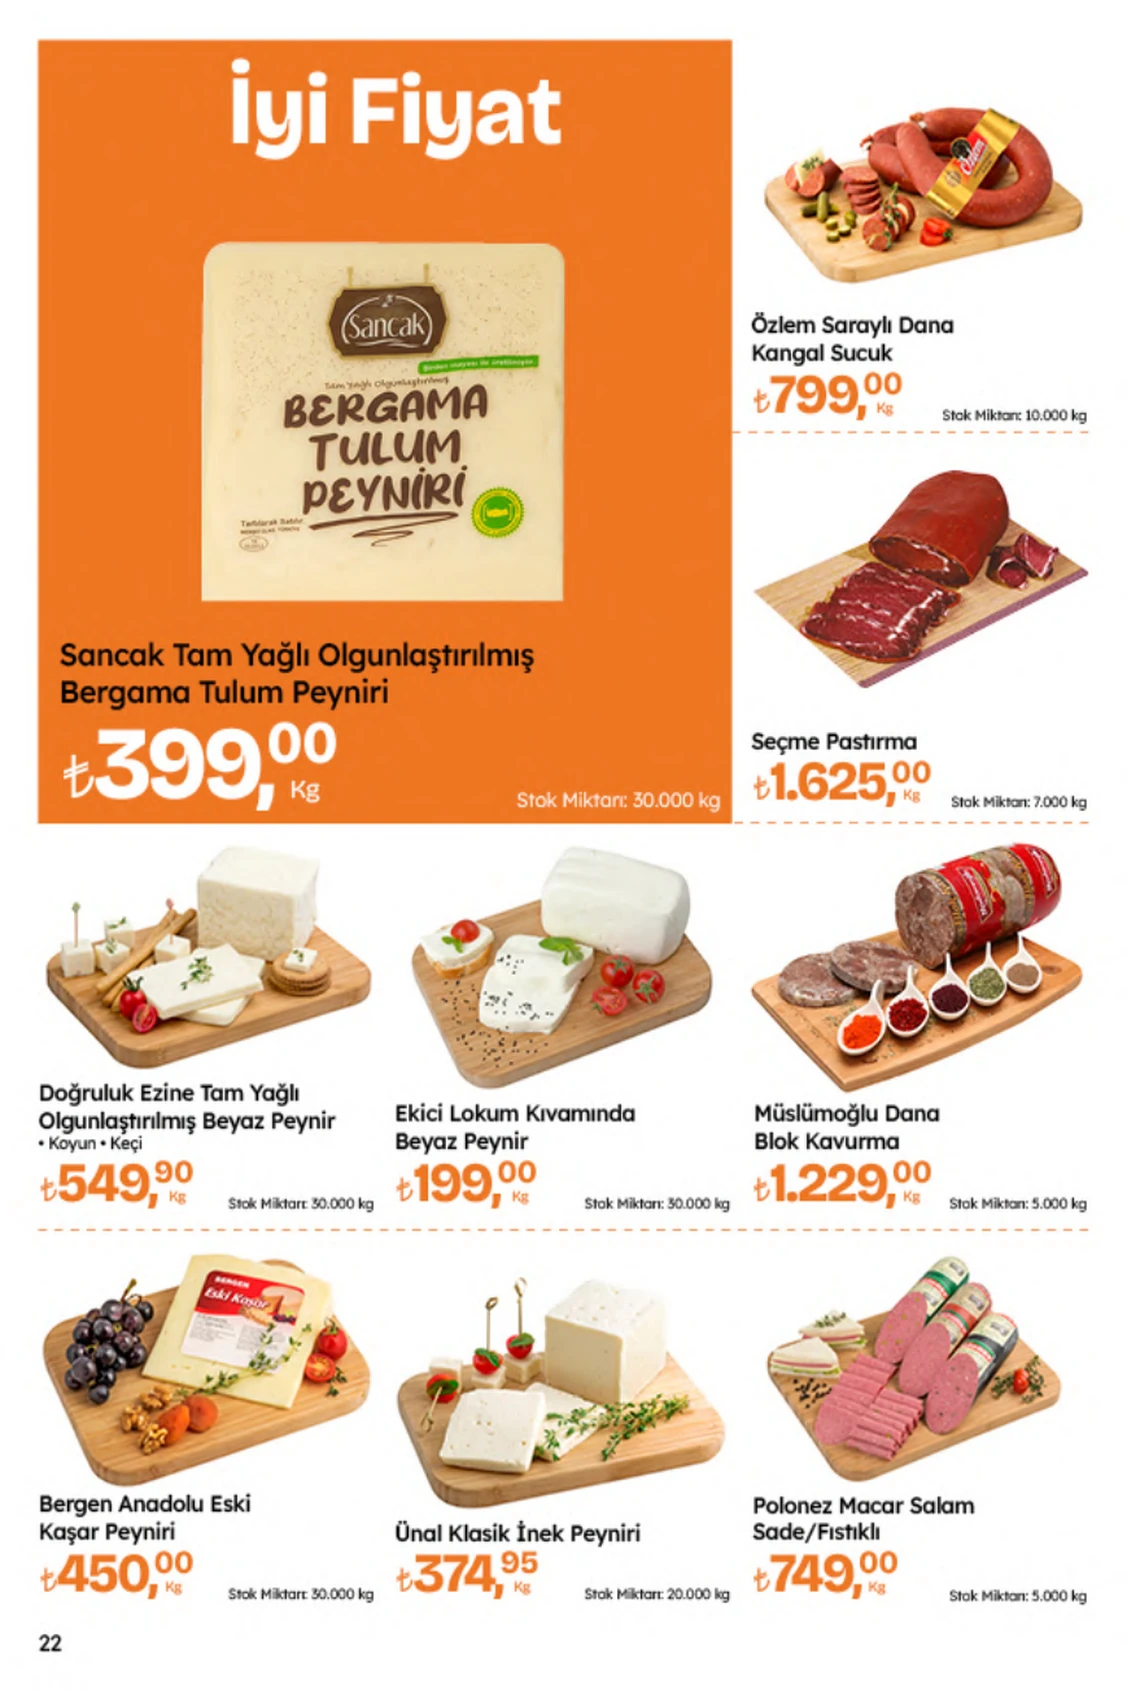 İyi Fiyat
Sancak
Tam Yağlı Olgunlaştırılmış
BERGAMA
TULUM
PEYNİRİ
Sancak Tam Yağlı Olgunlaştırılmış
Bergama Tulum Peyniri
₺399,00
Kg
Stok Miktarı: 30.000 kg
Özlem
Özlem Saraylı Dana
Kangal Sucuk
₺799,00
Kg
Stok Miktarı: 10.000 kg
Seçme Pastırma
₺1.625,00
Kg
Stok Miktarı: 7.000 kg
Doğruluk Ezine Tam Yağlı
Olgunlaştırılmış Beyaz Peynir
• Koyun • Keçi
₺549,90
Kg
Stok Miktarı: 30.000 kg
Ekici Lokum Kıvamında
Beyaz Peynir
₺199,00
Kg
Stok Miktarı: 30.000 kg
Müslümoğlu Dana
Blok Kavurma
₺1.229,00
Kg
Stok Miktarı: 5.000 kg
BERGEN
Eski Kaşar
Bergen Anadolu Eski
Kaşar Peyniri
₺450,00
Kg
Stok Miktarı: 30.000 kg
Ünal Klasik İnek Peyniri
₺374,95
Kg
Stok Miktarı: 20.000 kg
Polonez Macar Salam
Sade/Fıstıklı
₺749,00
Kg
Stok Miktarı: 5.000 kg
22